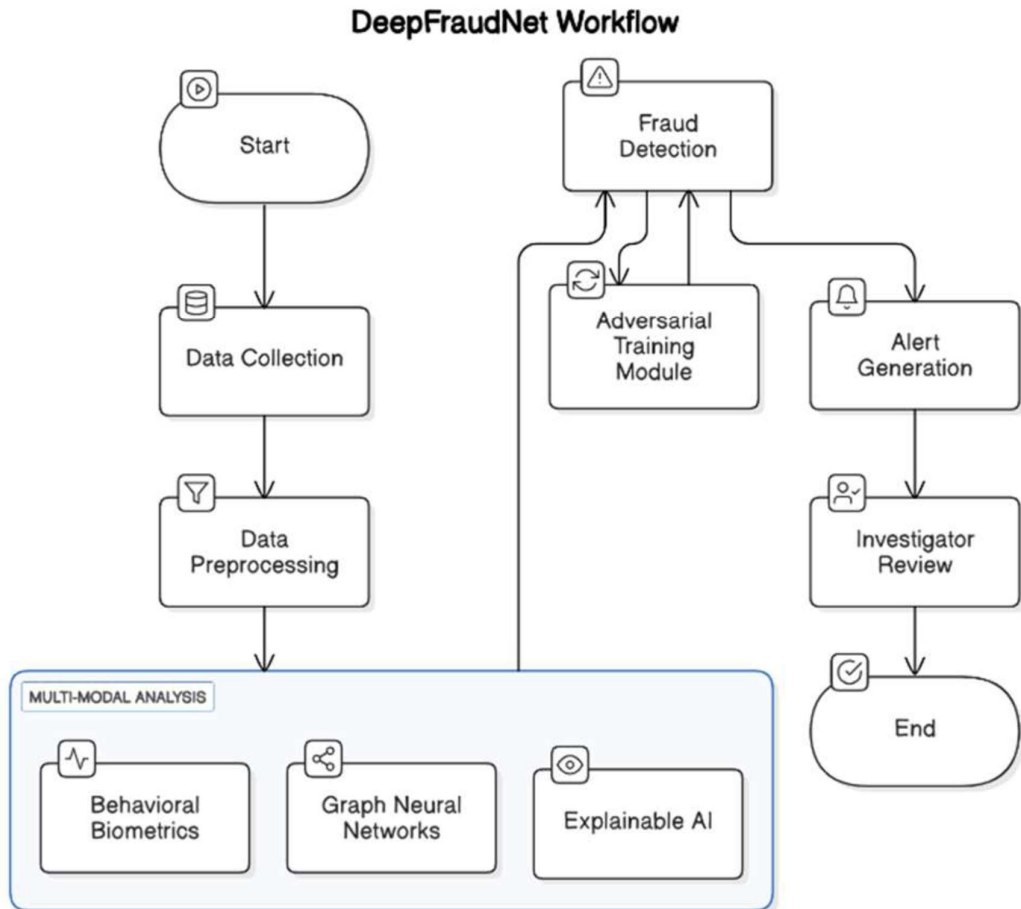 DeepFraudNet Workflow
Start
Data Collection
Data
Preprocessing
MULTI-MODAL ANALYSIS
Behavioral
Biometrics
Graph Neural
Networks
Explainable AI
Fraud
Detection
Adversarial
Training
Module
Alert
Generation
Investigator
Review
End